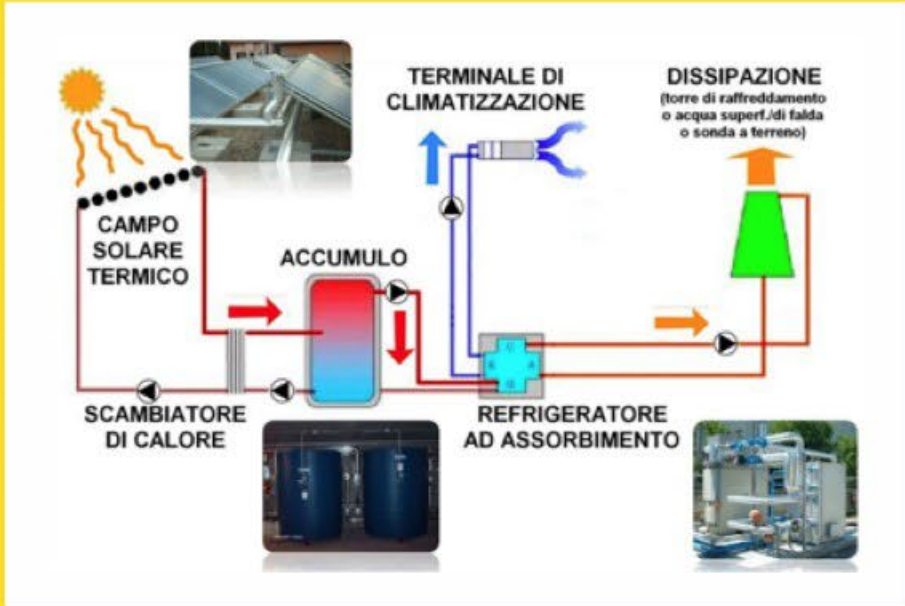 TERMINALE DI
CLIMATIZZAZIONE
DISSIPAZIONE
(torre di raffreddamento
o acqua superf./di falda
o sonda a terreno)
CAMPO
SOLARE
TERMICO
ACCUMULO
SCAMBIATORE
DI CALORE
REFRIGERATORE
AD ASSORBIMENTO
C
E A
G